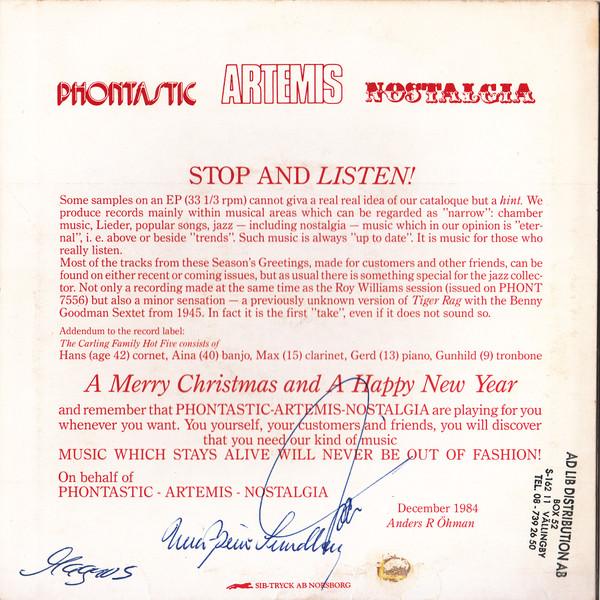 PHONTASTIC ARTEMIS NOSTALGIA
STOP AND LISTEN!
Some samples on an EP (33 1/3 rpm) cannot giva a real real idea of our cataloque but a hint. We
produce records mainly within musical areas which can be regarded as "narrow": chamber
music, Lieder, popular songs, jazz — including nostalgia — music which in our opinion is "eter-
nal", i. e. above or beside "trends". Such music is always "up to date". It is music for those who
really listen.
Most of the tracks from these Season's Greetings, made for customers and other friends, can be
found on either recent or coming issues, but as usual there is something special for the jazz collec-
tor. Not only a recording made at the same time as the Roy Williams session (issued on PHONT
7556) but also a minor sensation — a previously unknown version of Tiger Rag with the Benny
Goodman Sextet from 1945. In fact it is the first "take", even if it does not sound so.
Addendum to the record label:
The Carling Family Hot Five consists of
Hans (age 42) cornet, Aina (40) banjo, Max (15) clarinet, Gerd (13) piano, Gunhild (9) trombone
A Merry Christmas and A Happy New Year
and remember that PHONTASTIC-ARTEMIS-NOSTALGIA are playing for you
whenever you want. You yourself, your customers and friends, you will discover
that you need our kind of music
MUSIC WHICH STAYS ALIVE WILL NEVER BE OUT OF FASHION!
On behalf of
PHONTASTIC - ARTEMIS - NOSTALGIA
December 1984
Anders R Öhman
AD LIB DISTRIBUTION AB
BOX 52
S-162 11 VÄLLINGBY
TEL. 08 - 739 26 50
SIB-TRYCK AB NORSBORG